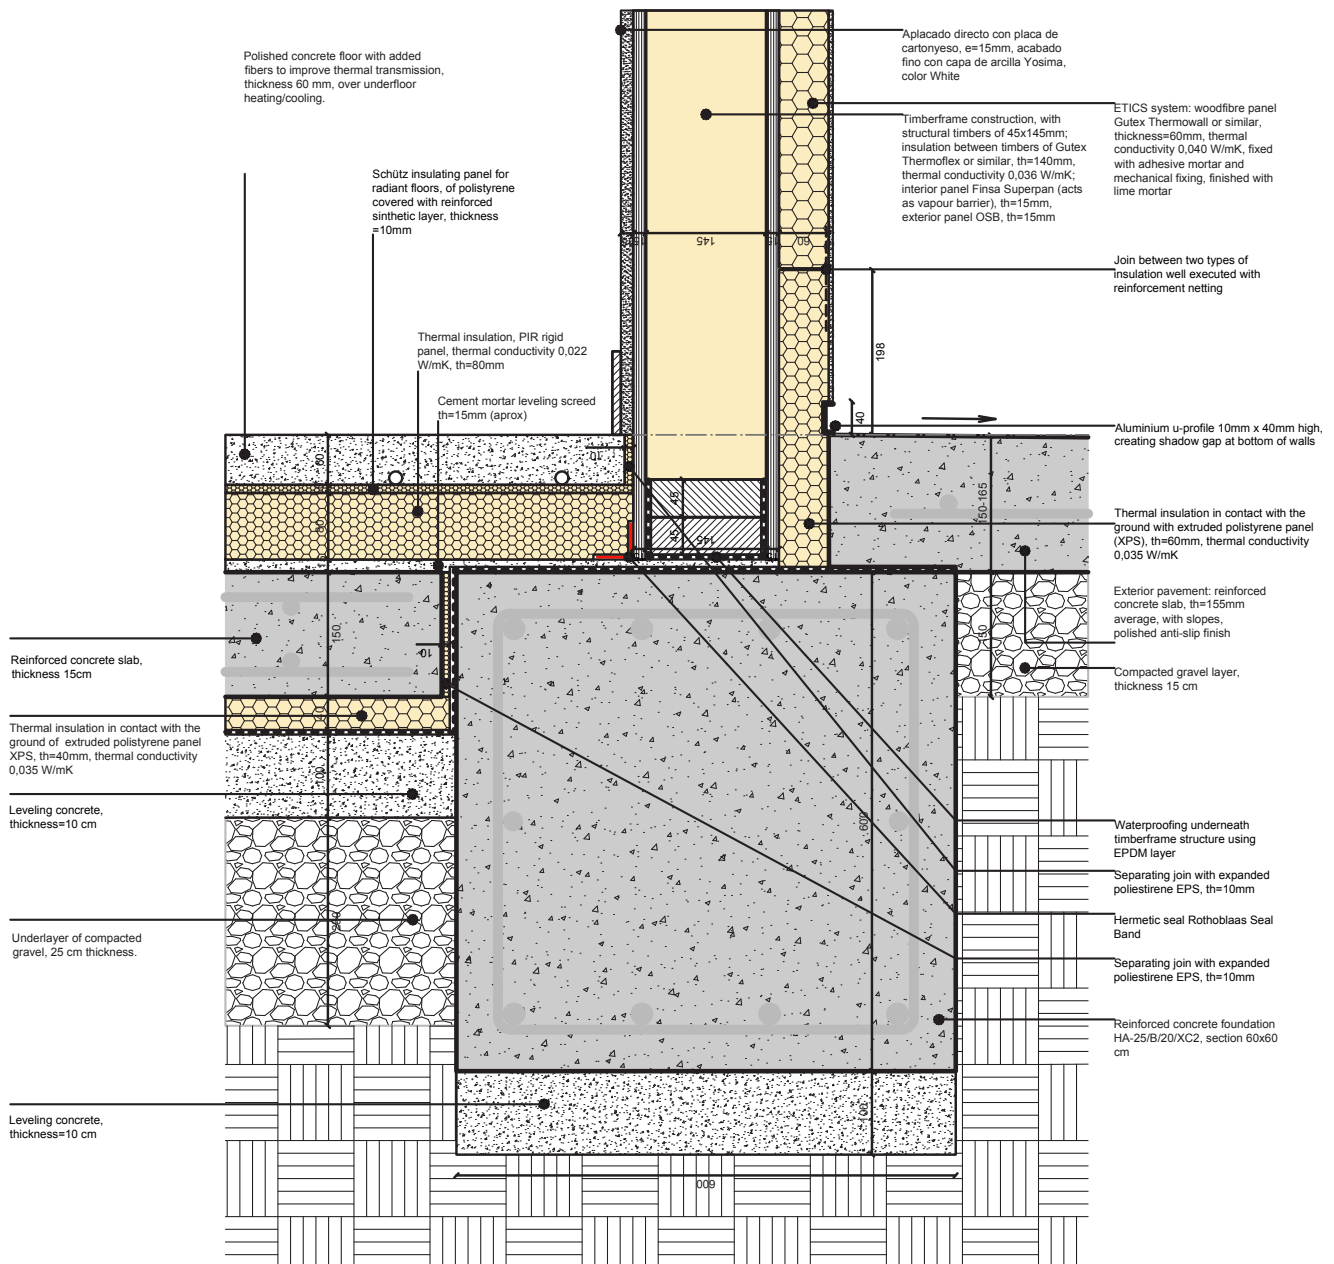 Polished concrete floor with added
fibers to improve thermal transmission,
thickness 60 mm, over underfloor
heating/cooling.
Schütz insulating panel for
radiant floors, of polistyrene
covered with reinforced
sinthetic layer, thickness
=10mm
Thermal insulation, PIR rigid
panel, thermal conductivity 0,022
W/mK, th=80mm
Cement mortar leveling screed
th=15mm (aprox)
Aplacado directo con placa de
cartonyeso, e=15mm, acabado
fino con capa de arcilla Yosima,
color White
Timberframe construction, with
structural timbers of 45x145mm;
insulation between timbers of Gutex
Thermoflex or similar, th=140mm,
thermal conductivity 0,036 W/mK;
interior panel Finsa Superpan (acts
as vapour barrier), th=15mm,
exterior panel OSB, th=15mm
ETICS system: woodfibre panel
Gutex Thermowall or similar,
thickness=60mm, thermal
conductivity 0,040 W/mK, fixed
with adhesive mortar and
mechanical fixing, finished with
lime mortar
Join between two types of
insulation well executed with
reinforcement netting
Aluminium u-profile 10mm x 40mm high,
creating shadow gap at bottom of walls
Thermal insulation in contact with the
ground with extruded polistyrene panel
(XPS), th=60mm, thermal conductivity
0,035 W/mK
Exterior pavement: reinforced
concrete slab, th=155mm
average, with slopes,
polished anti-slip finish
Compacted gravel layer,
thickness 15 cm
Waterproofing underneath
timberframe structure using
EPDM layer
Separating join with expanded
poliestirene EPS, th=10mm
Hermetic seal Rothoblaas Seal
Band
Separating join with expanded
poliestirene EPS, th=10mm
Reinforced concrete foundation
HA-25/B/20/XC2, section 60x60
cm
Reinforced concrete slab,
thickness 15cm
Thermal insulation in contact with the
ground of extruded polistyrene panel
XPS, th=40mm, thermal conductivity
0,035 W/mK
Leveling concrete,
thickness=10 cm
Underlayer of compacted
gravel, 25 cm thickness.
Leveling concrete,
thickness=10 cm
15
145
15
60
198
40
10
60
80
45
45
145
150-165
150
150
10
40
100
250
600
100
600